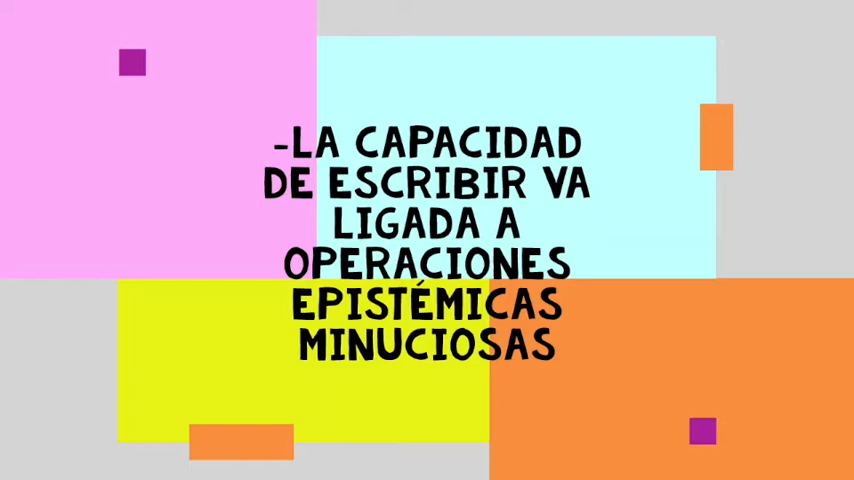 -LA CAPACIDAD
DE ESCRIBIR VA
LIGADA A
OPERACIONES
EPISTÉMICAS
MINUCIOSAS